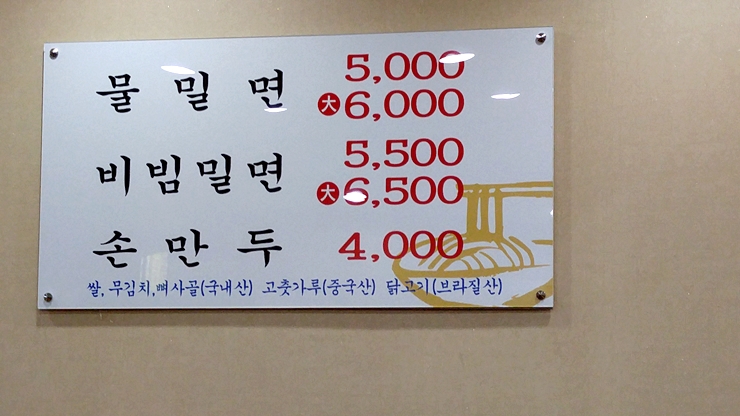 물밀면 5,000
大 6,000
비빔밀면 5,500
大 6,500
손만두 4,000
쌀, 무김치,뼈사골(국내산) 고춧가루(중국산) 닭고기(브라질산)